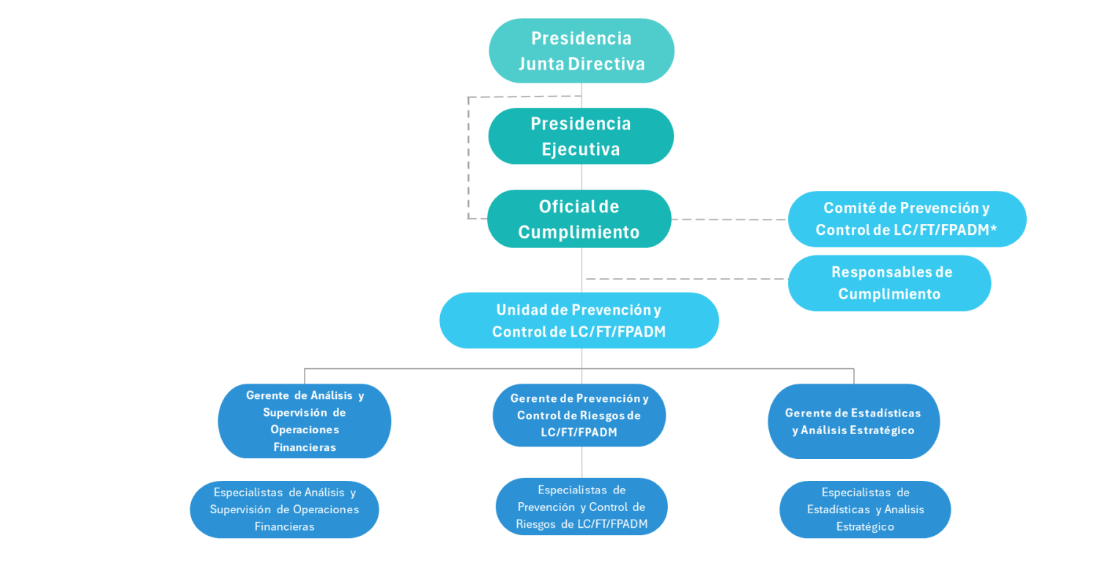 Presidencia
Junta Directiva
Presidencia
Ejecutiva
Oficial de
Cumplimiento
Comité de Prevención y
Control de LC/FT/FPADM*
Responsables de
Cumplimiento
Unidad de Prevención y
Control de LC/FT/FPADM
Gerente de Análisis y
Supervisión de
Operaciones
Financieras
Gerente de Prevención y
Control de Riesgos de
LC/FT/FPADM
Gerente de Estadísticas
y Análisis Estratégico
Especialistas de Análisis y
Supervisión de Operaciones
Financieras
Especialistas de
Prevención y Control de
Riesgos de LC/FT/FPADM
Especialistas de
Estadísticas y Analisis
Estratégico